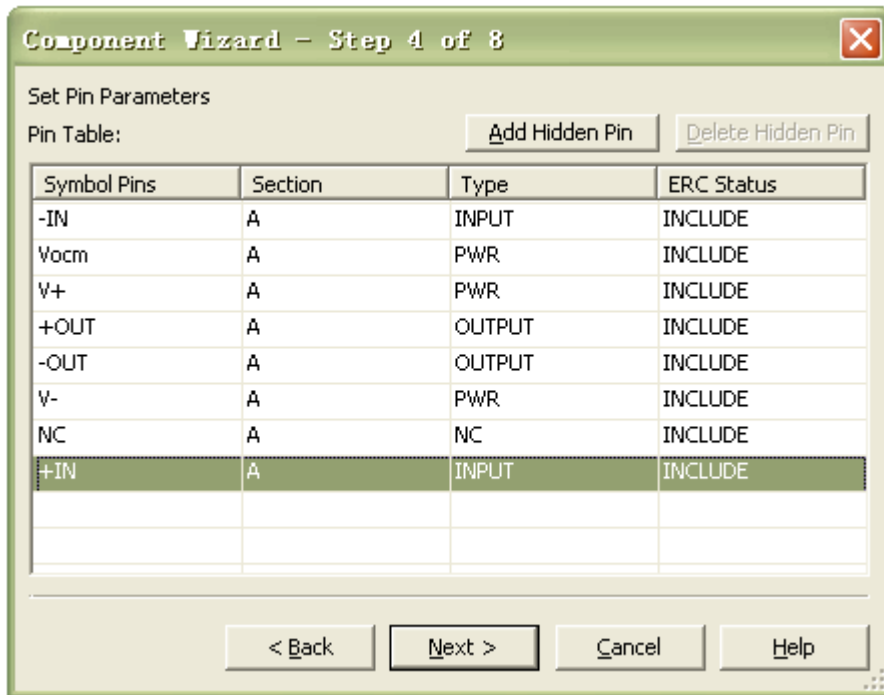 Component Wizard - Step 4 of 8
Set Pin Parameters
Pin Table:
Add Hidden Pin
Delete Hidden Pin
Symbol Pins Section Type ERC Status
-IN A INPUT INCLUDE
Vocm A PWR INCLUDE
V+ A PWR INCLUDE
+OUT A OUTPUT INCLUDE
-OUT A OUTPUT INCLUDE
V- A PWR INCLUDE
NC A NC INCLUDE
+IN A INPUT INCLUDE
< Back Next > Cancel Help